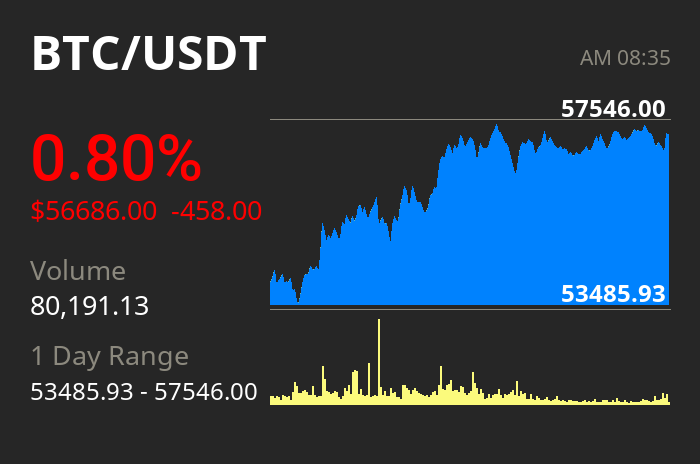 BTC/USDT
AM 08:35
57546.00
0.80%
$56686.00 -458.00
Volume
80,191.13
53485.93
1 Day Range
53485.93 - 57546.00